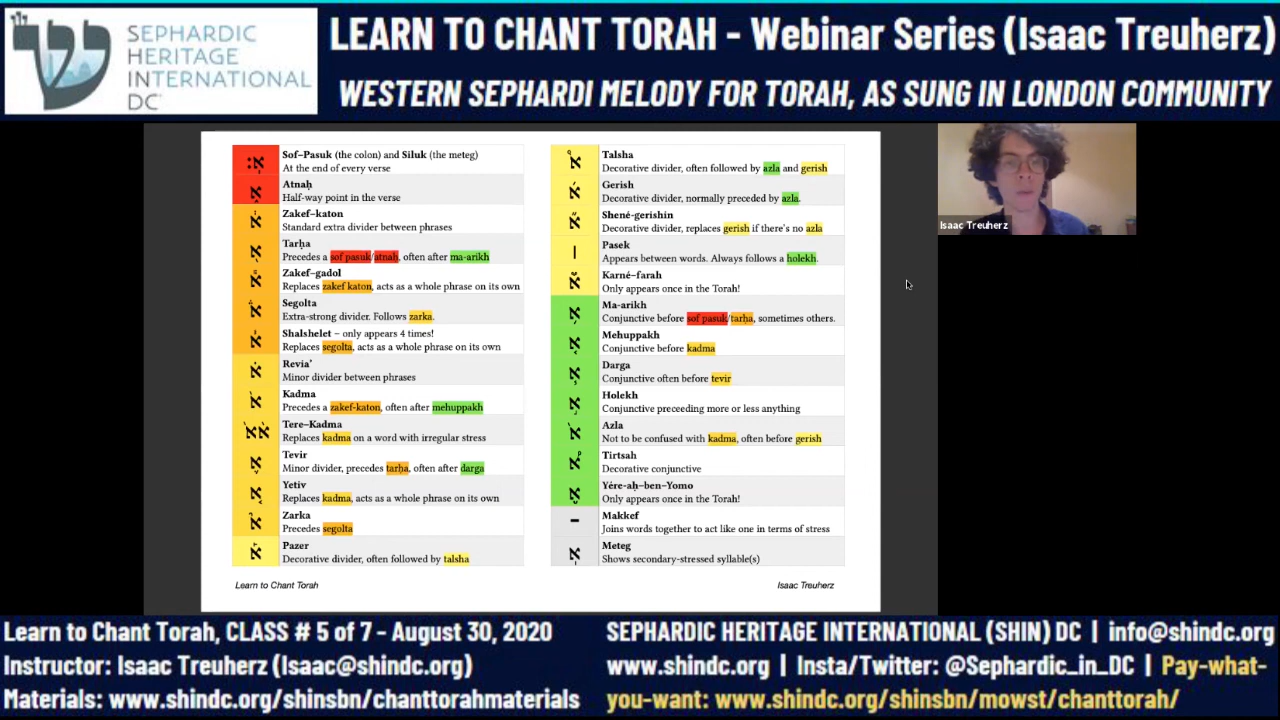 SEPHARDIC
HERITAGE
INTERNATIONAL
DC
LEARN TO CHANT TORAH - Webinar Series (Isaac Treuherz)
WESTERN SEPHARDI MELODY FOR TORAH, AS SUNG IN LONDON COMMUNITY
Sof–Pasuk (the colon) and Siluk (the meteg)
אֽ׃
At the end of every verse
Atnaḥ
א֑
Half-way point in the verse
Zakef–katon
א֔
Standard extra divider between phrases
Tarḥa
א֖
Precedes a sof pasuk/atnaḥ, often after ma-arikh
Zakef–gadol
א֕
Replaces zakef katon, acts as a whole phrase on its own
Segolta
א֒
Extra-strong divider. Follows zarka.
Shalshelet – only appears 4 times!
א֓
Replaces segolta, acts as a whole phrase on its own
Revia’
א֗
Minor divider between phrases
Kadma
א֙
Precedes a zakef-katon, often after mehuppakh
Tere–Kadma
א֙א֙
Replaces kadma on a word with irregular stress
Tevir
א֛
Minor divider, precedes tarḥa, often after darga
Yetiv
א֚
Replaces kadma, acts as a whole phrase on its own
Zarka
א֘
Precedes segolta
Pazer
א֡
Decorative divider, often followed by talsha
Talsha
א֠
Decorative divider, often followed by azla and gerish
Gerish
א֜
Decorative divider, normally preceded by azla.
Shené-gerishin
א֞
Decorative divider, replaces gerish if there's no azla
Pasek
׀
Appears between words. Always follows a holekh.
Karné–farah
א֟
Only appears once in the Torah!
Ma-arikh
א֥
Conjunctive before sof pasuk/tarḥa, sometimes others.
Mehuppakh
א֤
Conjunctive before kadma
Darga
א֧
Conjunctive often before tevir
Holekh
א֣
Conjunctive preceeding more or less anything
Azla
א֨
Not to be confused with kadma, often before gerish
Tirtsah
א֩
Decorative conjunctive
Yére-aḥ–ben–Yomo
א֪
Only appears once in the Torah!
Makkef
־
Joins words together to act like one in terms of stress
Meteg
אֽ
Shows secondary-stressed syllable(s)
Learn to Chant Torah
Isaac Treuherz
Isaac Treuherz
Learn to Chant Torah, CLASS # 5 of 7 - August 30, 2020
Instructor: Isaac Treuherz (Isaac@shindc.org)
Materials: www.shindc.org/shinsbn/chanttorahmaterials
SEPHARDIC HERITAGE INTERNATIONAL (SHIN) DC | info@shindc.org
www.shindc.org | Insta/Twitter: @Sephardic_in_DC | Pay-what-
you-want: www.shindc.org/shinsbn/mowst/chanttorah/